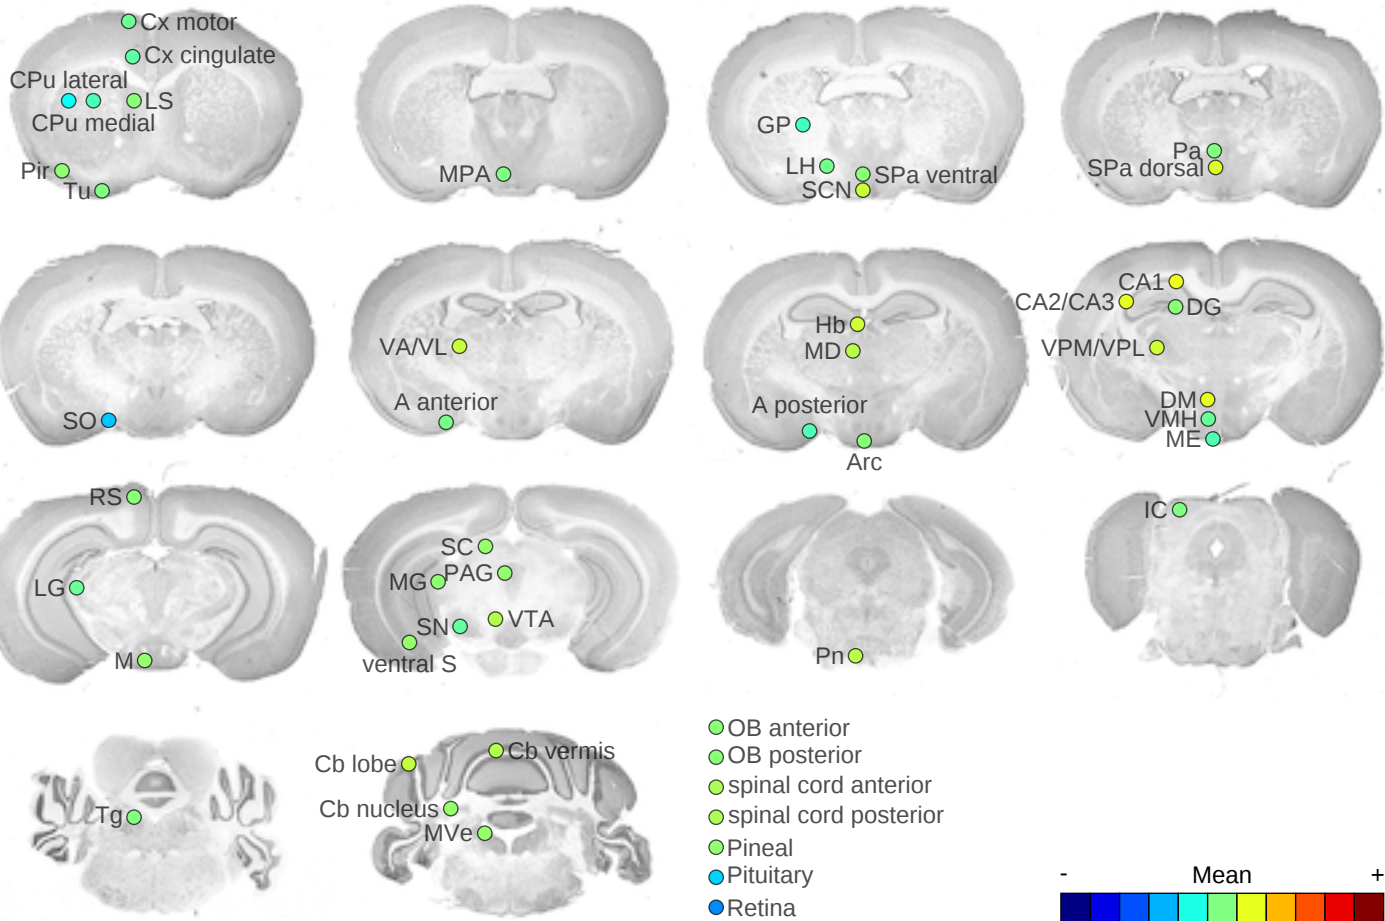 Cx motor
Cx cingulate
CPu lateral
LS
CPu medial
Pir
Tu
MPA
GP
LH
SPa ventral
SCN
Pa
SPa dorsal
SO
VA/VL
A anterior
Hb
MD
A posterior
Arc
CA1
CA2/CA3
DG
VPM/VPL
DM
VMH
ME
RS
LG
M
SC
PAG
MG
VTA
SN
ventral S
Pn
IC
Tg
Cb vermis
Cb lobe
Cb nucleus
MVe
OB anterior
OB posterior
spinal cord anterior
spinal cord posterior
Pineal
Pituitary
Retina
- Mean +